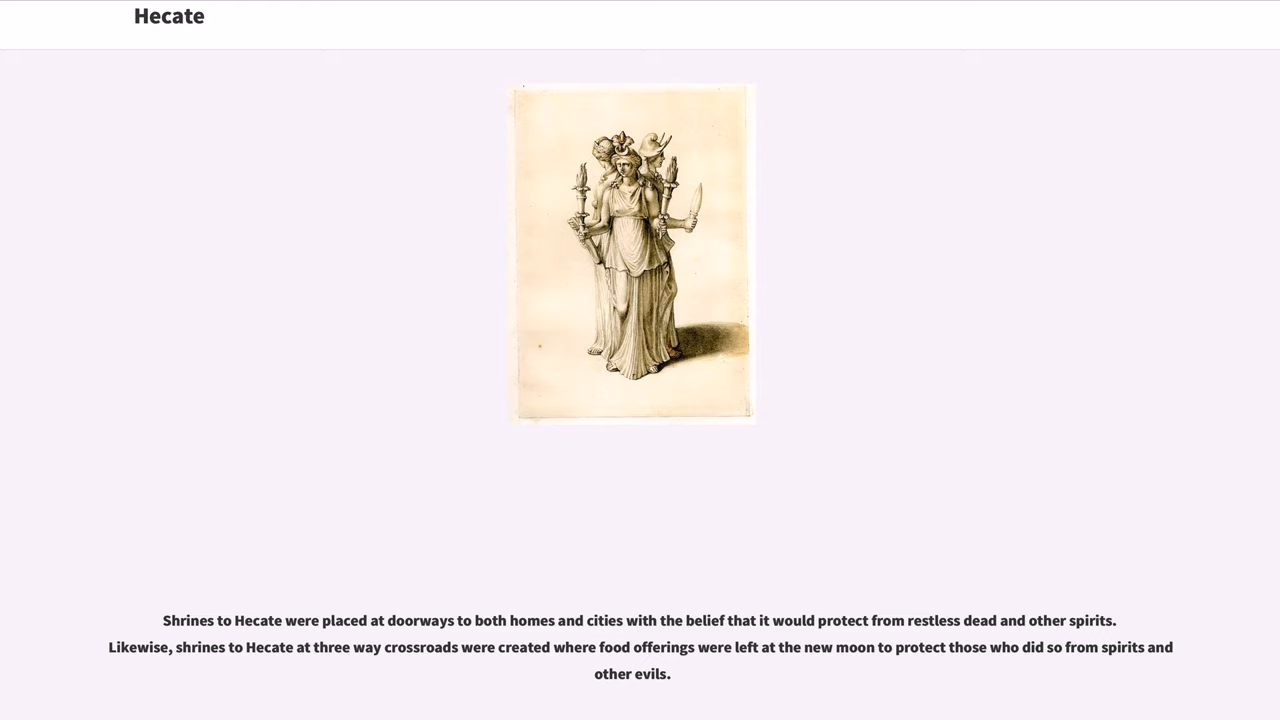 Hecate
Shrines to Hecate were placed at doorways to both homes and cities with the belief that it would protect from restless dead and other spirits.
Likewise, shrines to Hecate at three way crossroads were created where food offerings were left at the new moon to protect those who did so from spirits and
other evils.